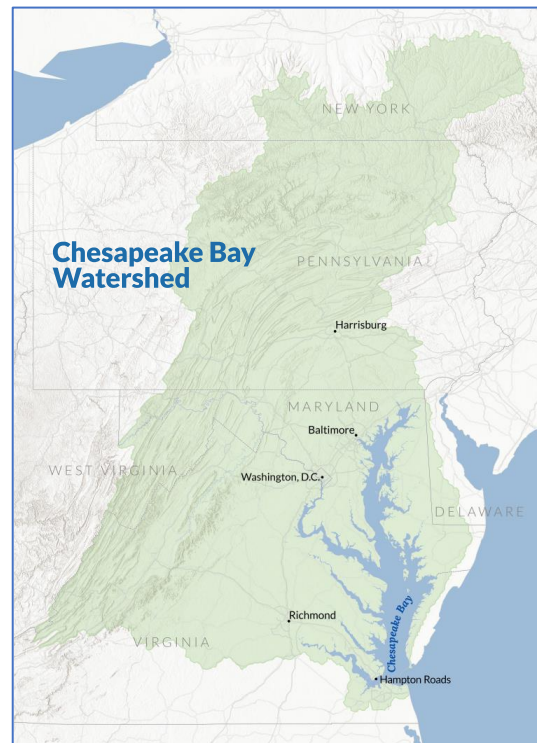 NEW YORK
Chesapeake Bay
Watershed
PENNSYLVANIA
Harrisburg
MARYLAND
Baltimore
WEST VIRGINIA
Washington, D.C.
DELAWARE
Chesapeake Bay
Richmond
VIRGINIA
Hampton Roads